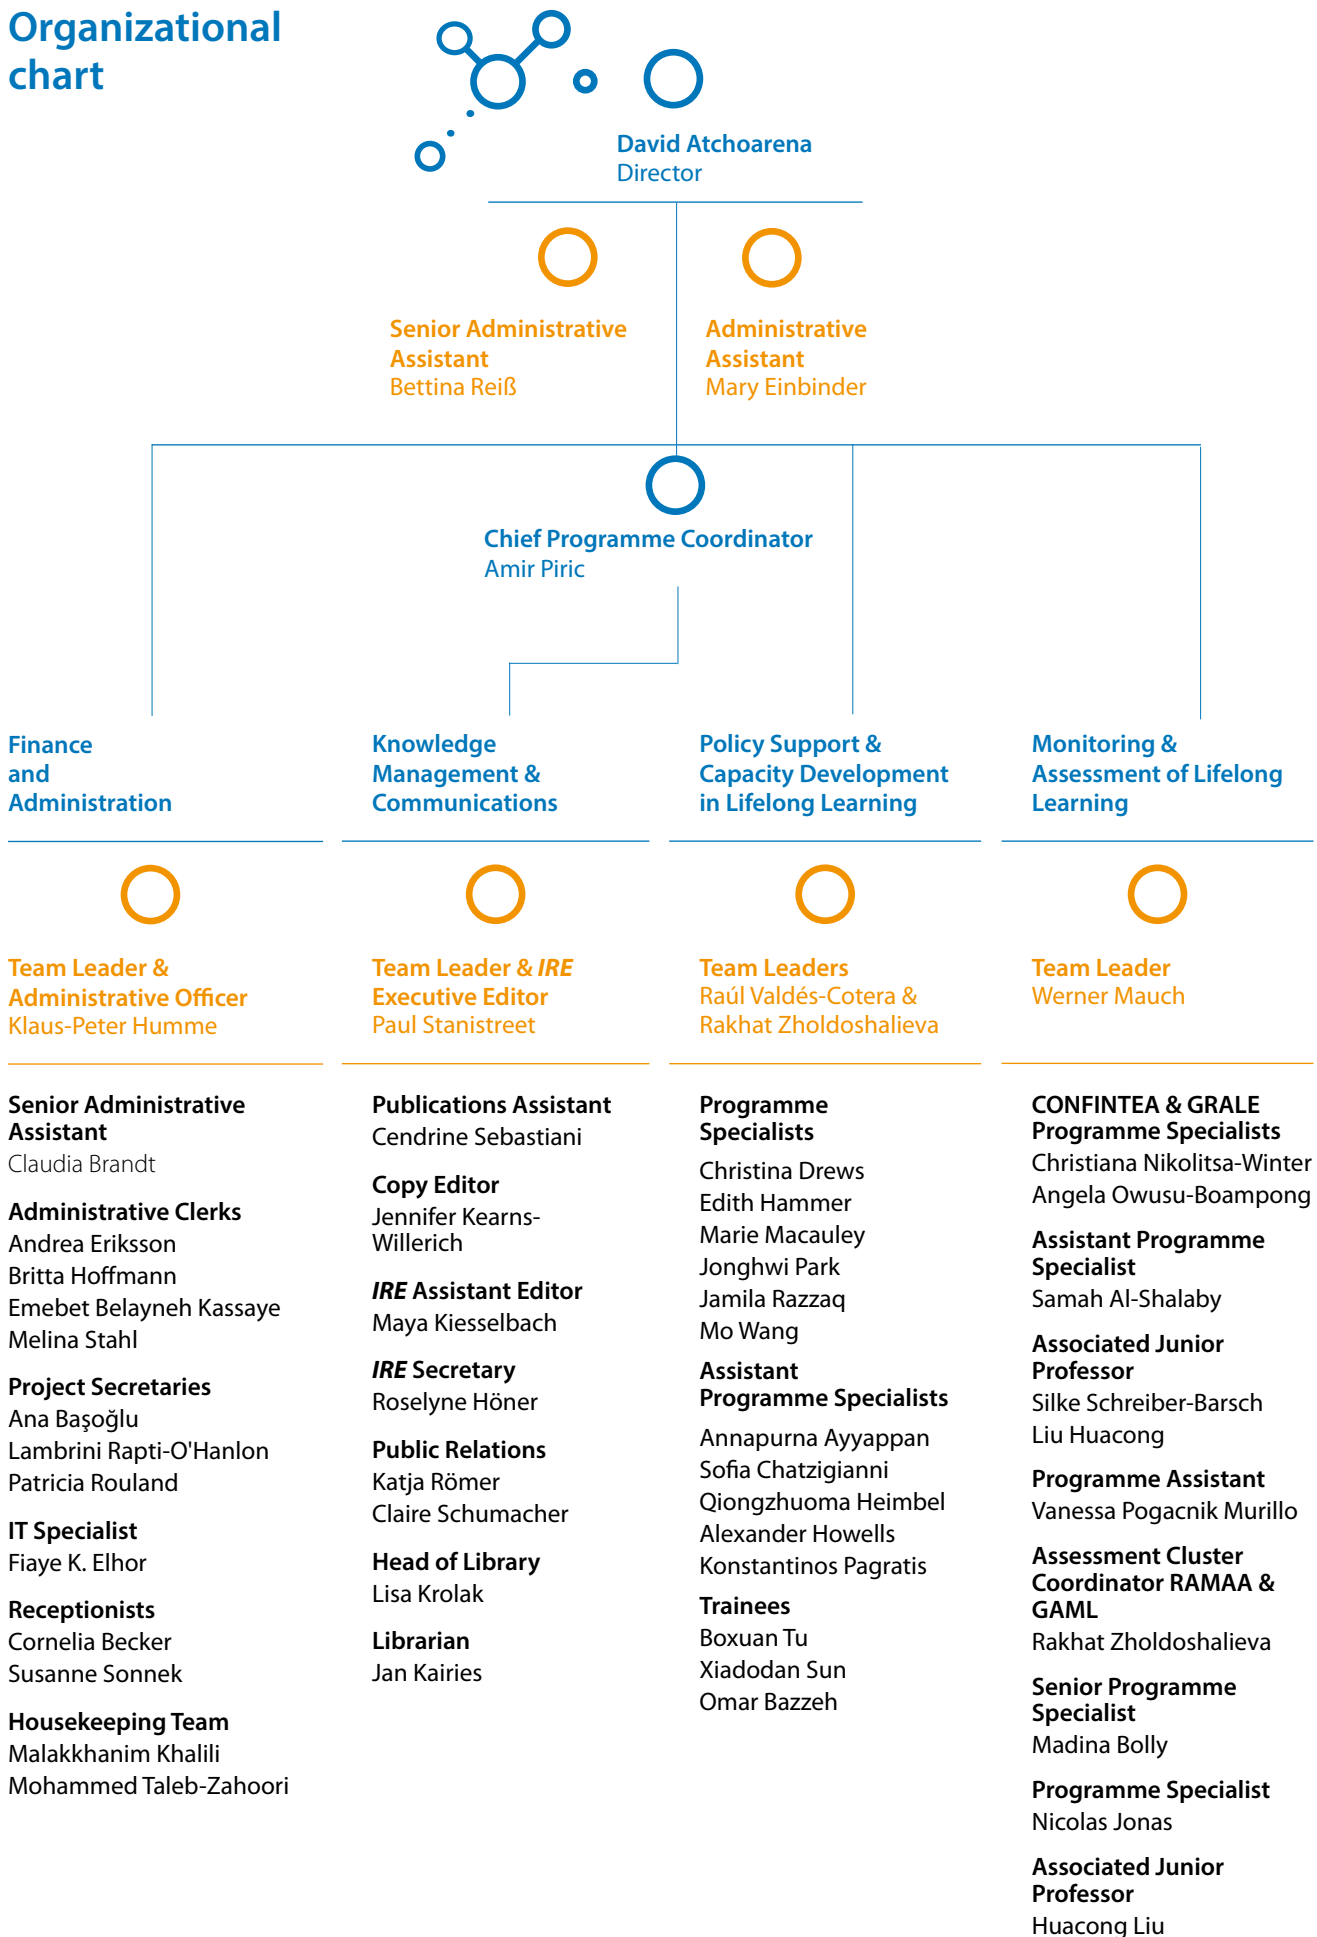 Organizational
chart
David Atchoarena
Director
Senior Administrative
Assistant
Bettina Reiß
Administrative
Assistant
Mary Einbinder
Chief Programme Coordinator
Amir Piric
Finance
and
Administration
Team Leader &
Administrative Officer
Klaus-Peter Humme
Senior Administrative
Assistant
Claudia Brandt
Administrative Clerks
Andrea Eriksson
Britta Hoffmann
Emebet Belayneh Kassaye
Melina Stahl
Project Secretaries
Ana Başoğlu
Lambrini Rapti-O'Hanlon
Patricia Rouland
IT Specialist
Fiaye K. Elhor
Receptionists
Cornelia Becker
Susanne Sonnek
Housekeeping Team
Malakkhanim Khalili
Mohammed Taleb-Zahoori
Knowledge
Management &
Communications
Team Leader & IRE
Executive Editor
Paul Stanistreet
Publications Assistant
Cendrine Sebastiani
Copy Editor
Jennifer Kearns-
Willerich
IRE Assistant Editor
Maya Kiesselbach
IRE Secretary
Roselyne Höner
Public Relations
Katja Römer
Claire Schumacher
Head of Library
Lisa Krolak
Librarian
Jan Kairies
Policy Support &
Capacity Development
in Lifelong Learning
Team Leaders
Raúl Valdés-Cotera &
Rakhat Zholdoshalieva
Programme
Specialists
Christina Drews
Edith Hammer
Marie Macauley
Jonghwi Park
Jamila Razzaq
Mo Wang
Assistant
Programme Specialists
Annapurna Ayyappan
Sofia Chatzigianni
Qiongzhuoma Heimbel
Alexander Howells
Konstantinos Pagratis
Trainees
Boxuan Tu
Xiadodan Sun
Omar Bazzeh
Monitoring &
Assessment of Lifelong
Learning
Team Leader
Werner Mauch
CONFINTEA & GRALE
Programme Specialists
Christiana Nikolitsa-Winter
Angela Owusu-Boampong
Assistant Programme
Specialist
Samah Al-Shalaby
Associated Junior
Professor
Silke Schreiber-Barsch
Liu Huacong
Programme Assistant
Vanessa Pogacnik Murillo
Assessment Cluster
Coordinator RAMAA &
GAML
Rakhat Zholdoshalieva
Senior Programme
Specialist
Madina Bolly
Programme Specialist
Nicolas Jonas
Associated Junior
Professor
Huacong Liu